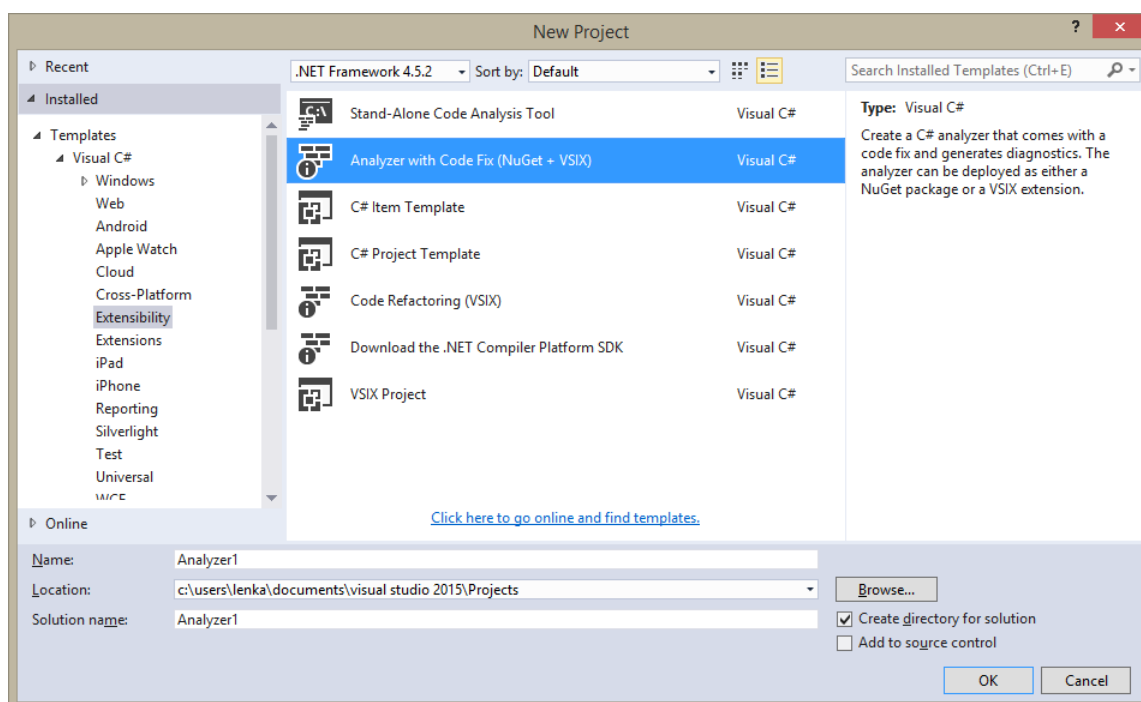 New Project
?
×
Recent
Installed
Templates
Visual C#
Windows
Web
Android
Apple Watch
Cloud
Cross-Platform
Extensibility
Extensions
iPad
iPhone
Reporting
Silverlight
Test
Universal
WCF
Online
.NET Framework 4.5.2 Sort by: Default
C:\
Stand-Alone Code Analysis Tool Visual C#
Analyzer with Code Fix (NuGet + VSIX) Visual C#
C# Item Template Visual C#
C# Project Template Visual C#
Code Refactoring (VSIX) Visual C#
Download the .NET Compiler Platform SDK Visual C#
VSIX Project Visual C#
Click here to go online and find templates.
Search Installed Templates (Ctrl+E)
Type: Visual C#
Create a C# analyzer that comes with a
code fix and generates diagnostics. The
analyzer can be deployed as either a
NuGet package or a VSIX extension.
Name: Analyzer1
Location: c:\users\lenka\documents\visual studio 2015\Projects
Browse...
Solution name: Analyzer1
Create directory for solution
Add to source control
OK Cancel